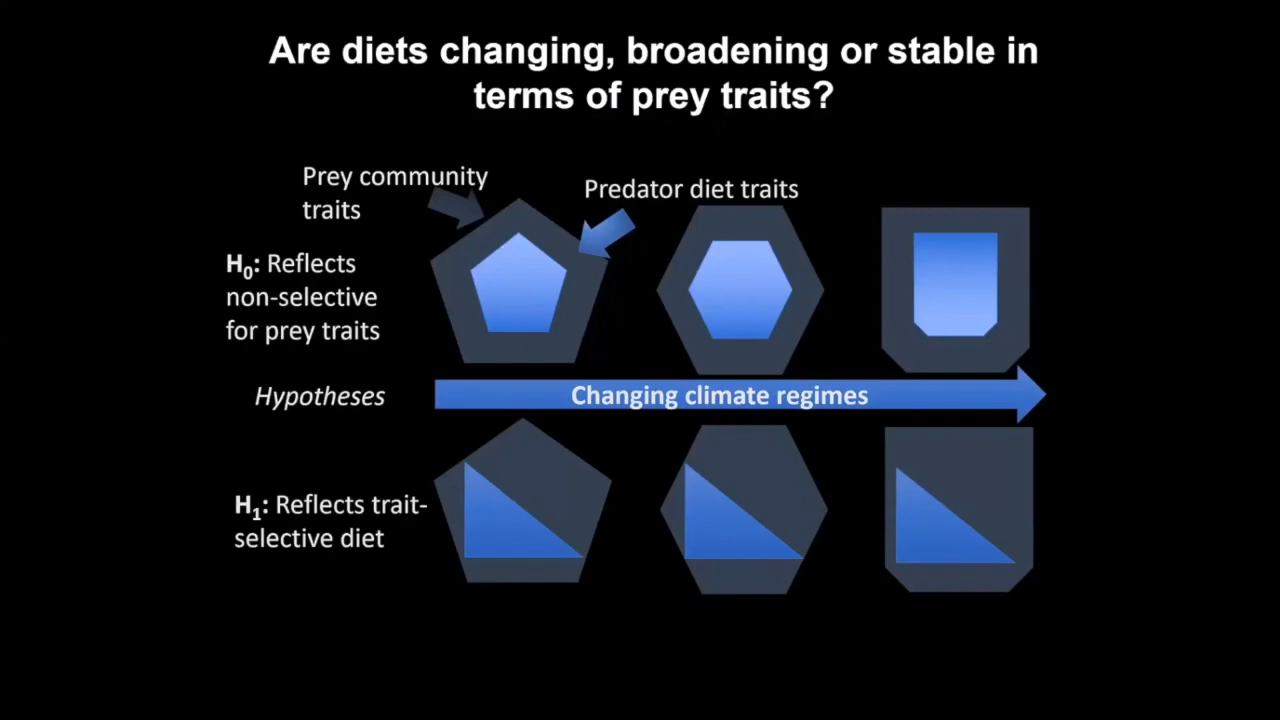 Are diets changing, broadening or stable in
terms of prey traits?
Prey community
traits
Predator diet traits
H0: Reflects
non-selective
for prey traits
Hypotheses
Changing climate regimes
H1: Reflects trait-
selective diet